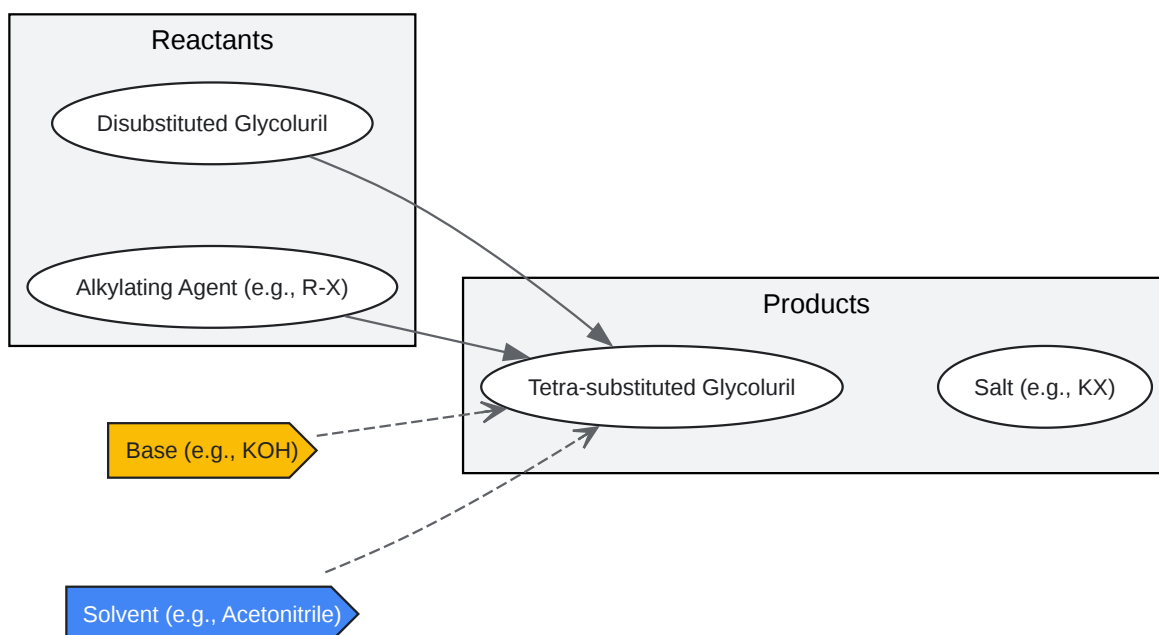 Reactants
Disubstituted Glycoluril
Alkylating Agent (e.g., R-X)
Products
Tetra-substituted Glycoluril
Salt (e.g., KX)
Base (e.g., KOH)
Solvent (e.g., Acetonitrile)